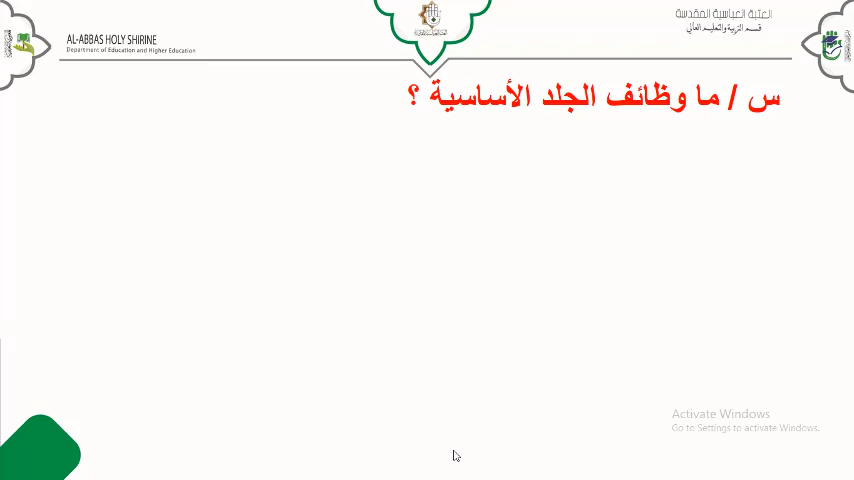 العتبة العباسية المقدسة
قسم التربية والتعليم العالي
AL-ABBAS HOLY SHIRINE
Department of Education and Higher Education
س / ما وظائف الجلد الأساسية ؟
Activate Windows
Go to Settings to activate Windows.